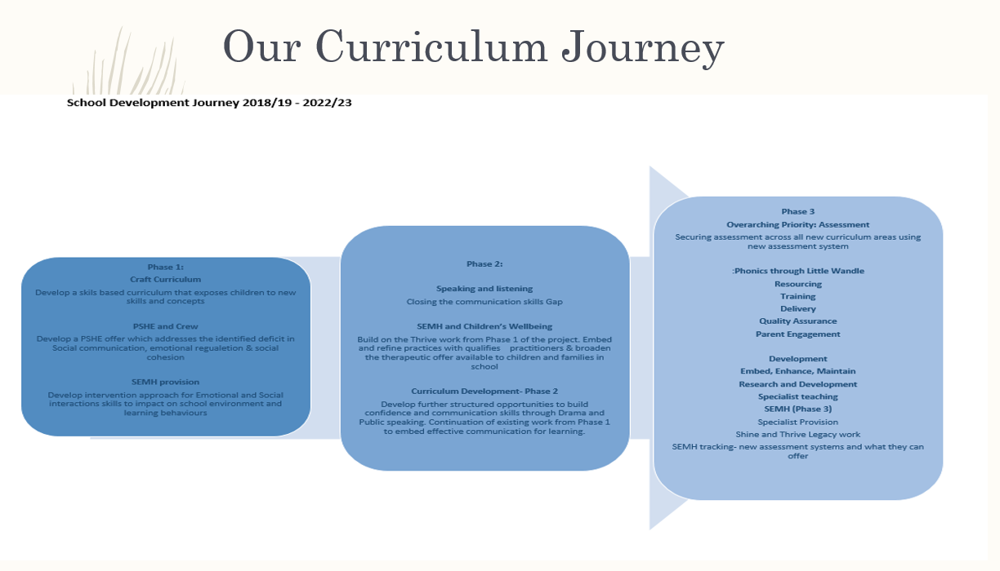 Our Curriculum Journey
School Development Journey 2018/19 - 2022/23
Phase 1:
Craft Curriculum
Develop a skils based curriculum that exposes children to new
skills and concepts
PSHE and Crew
Develop a PSHE offer which addresses the identified deficit in
Social communication, emotional regualetion & social
cohesion
SEMH provision
Develop intervention approach for Emotional and Social
interactions skills to impact on school environment and
learning behaviours
Phase 2:
Speaking and listening
Closing the communication skills Gap
SEMH and Children's Wellbeing
Build on the Thrive work from Phase 1 of the project. Embed
and refine practices with qualifies practitioners & broaden
the therapeutic offer available to children and families in
school
Curriculum Development- Phase 2
Develop further structured opportunities to build
confidence and communication skills through Drama and
Public speaking. Continuation of existing work from Phase 1
to embed effective communication for learning.
Phase 3
Overarching Priority: Assessment
Securing assessment across all new curriculum areas using
new assessment system
:Phonics through Little Wandle
Resourcing
Training
Delivery
Quality Assurance
Parent Engagement
Development
Embed, Enhance, Maintain
Research and Development
Specialist teaching
SEMH (Phase 3)
Specialist Provision
Shine and Thrive Legacy work
SEMH tracking- new assessment systems and what they can
offer